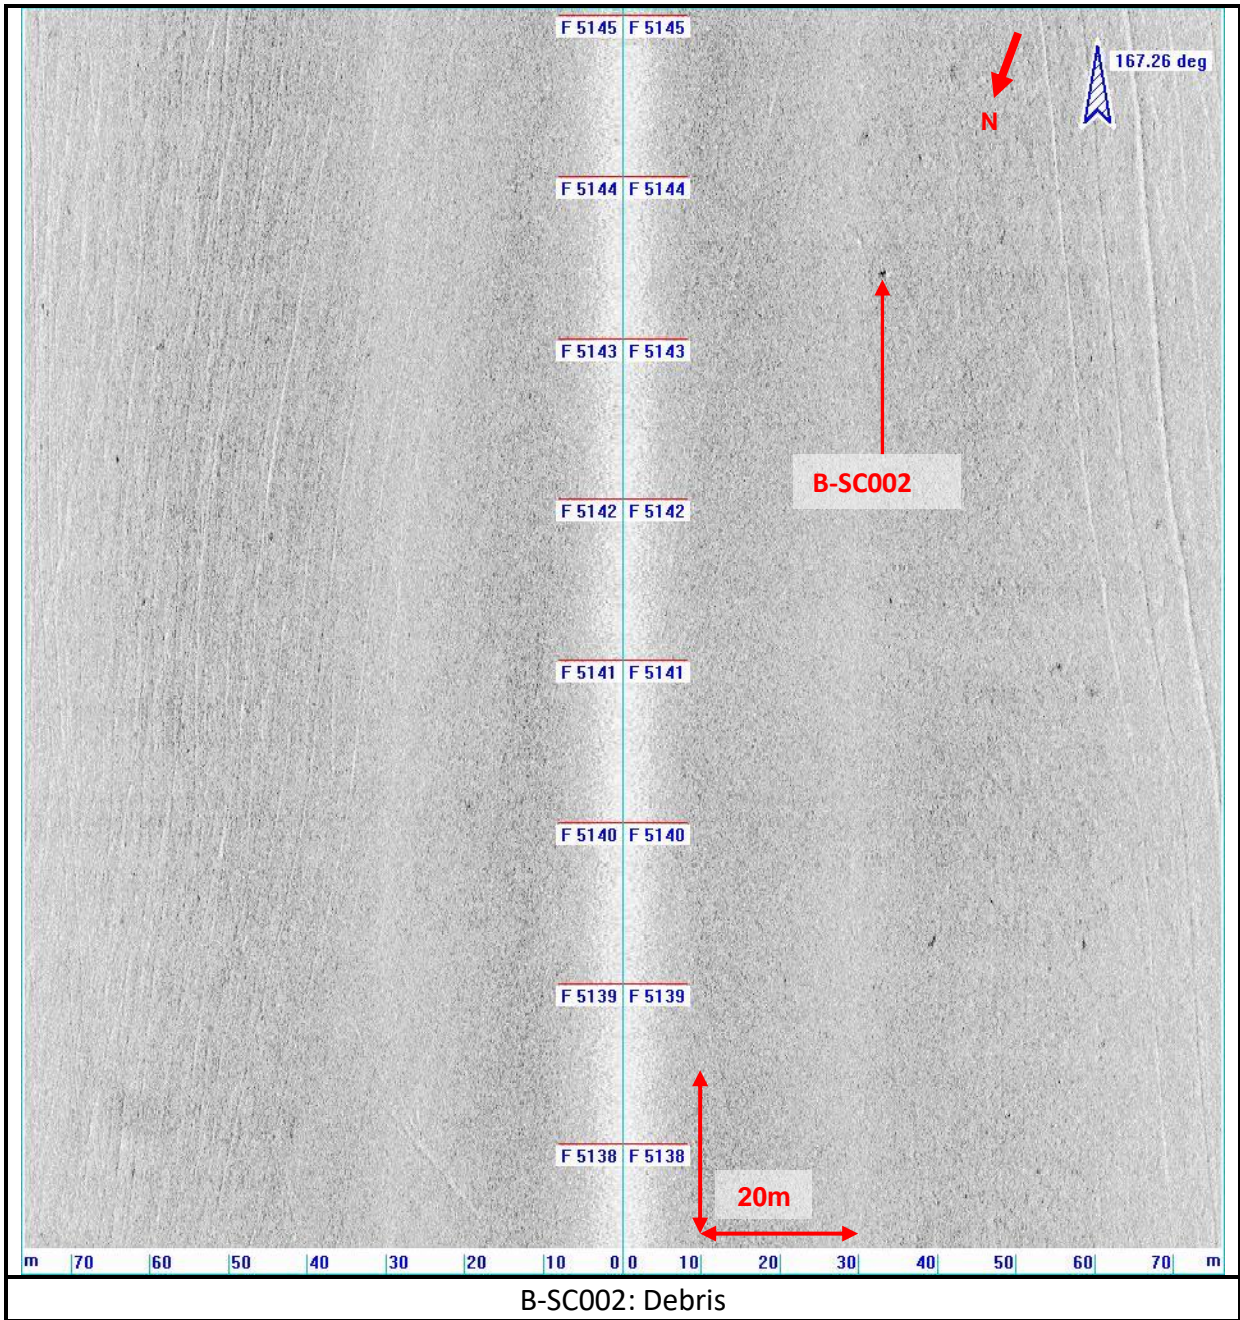 F 5145 F 5145
167.26 deg
N
F 5144 F 5144
F 5143 F 5143
B-SC002
F 5142 F 5142
F 5141 F 5141
F 5140 F 5140
F 5139 F 5139
F 5138 F 5138
20m
m 70 60 50 40 30 20 10 0 0 10 20 30 40 50 60 70 m
B-SC002: Debris